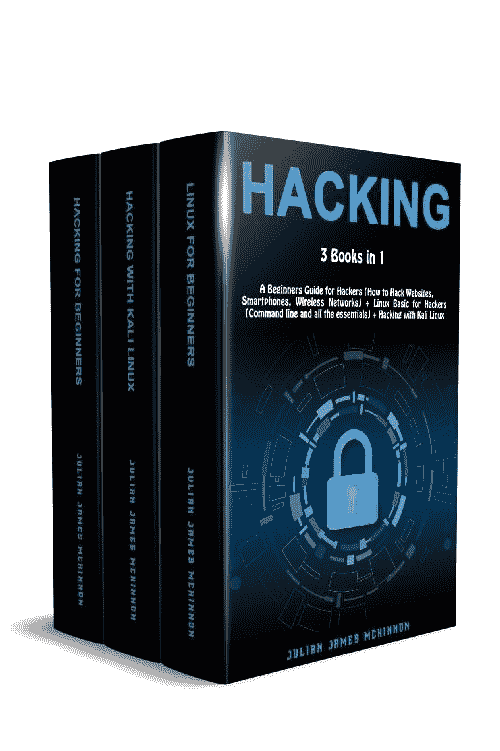 HACKING FOR BEGINNERS
JULIAN JAMES MCKINNON
HACKING WITH KALI LINUX
JULIAN JAMES MCKINNON
LINUX FOR BEGINNERS
JULIAN JAMES MCKINNON
HACKING
3 Books in 1
A Beginners Guide for Hackers (How to Hack Websites,
Smartphones, Wireless Networks) + Linux Basic for Hackers
(Command line and all the essentials) + Hacking with Kali Linux
JULIAN JAMES MCKINNON